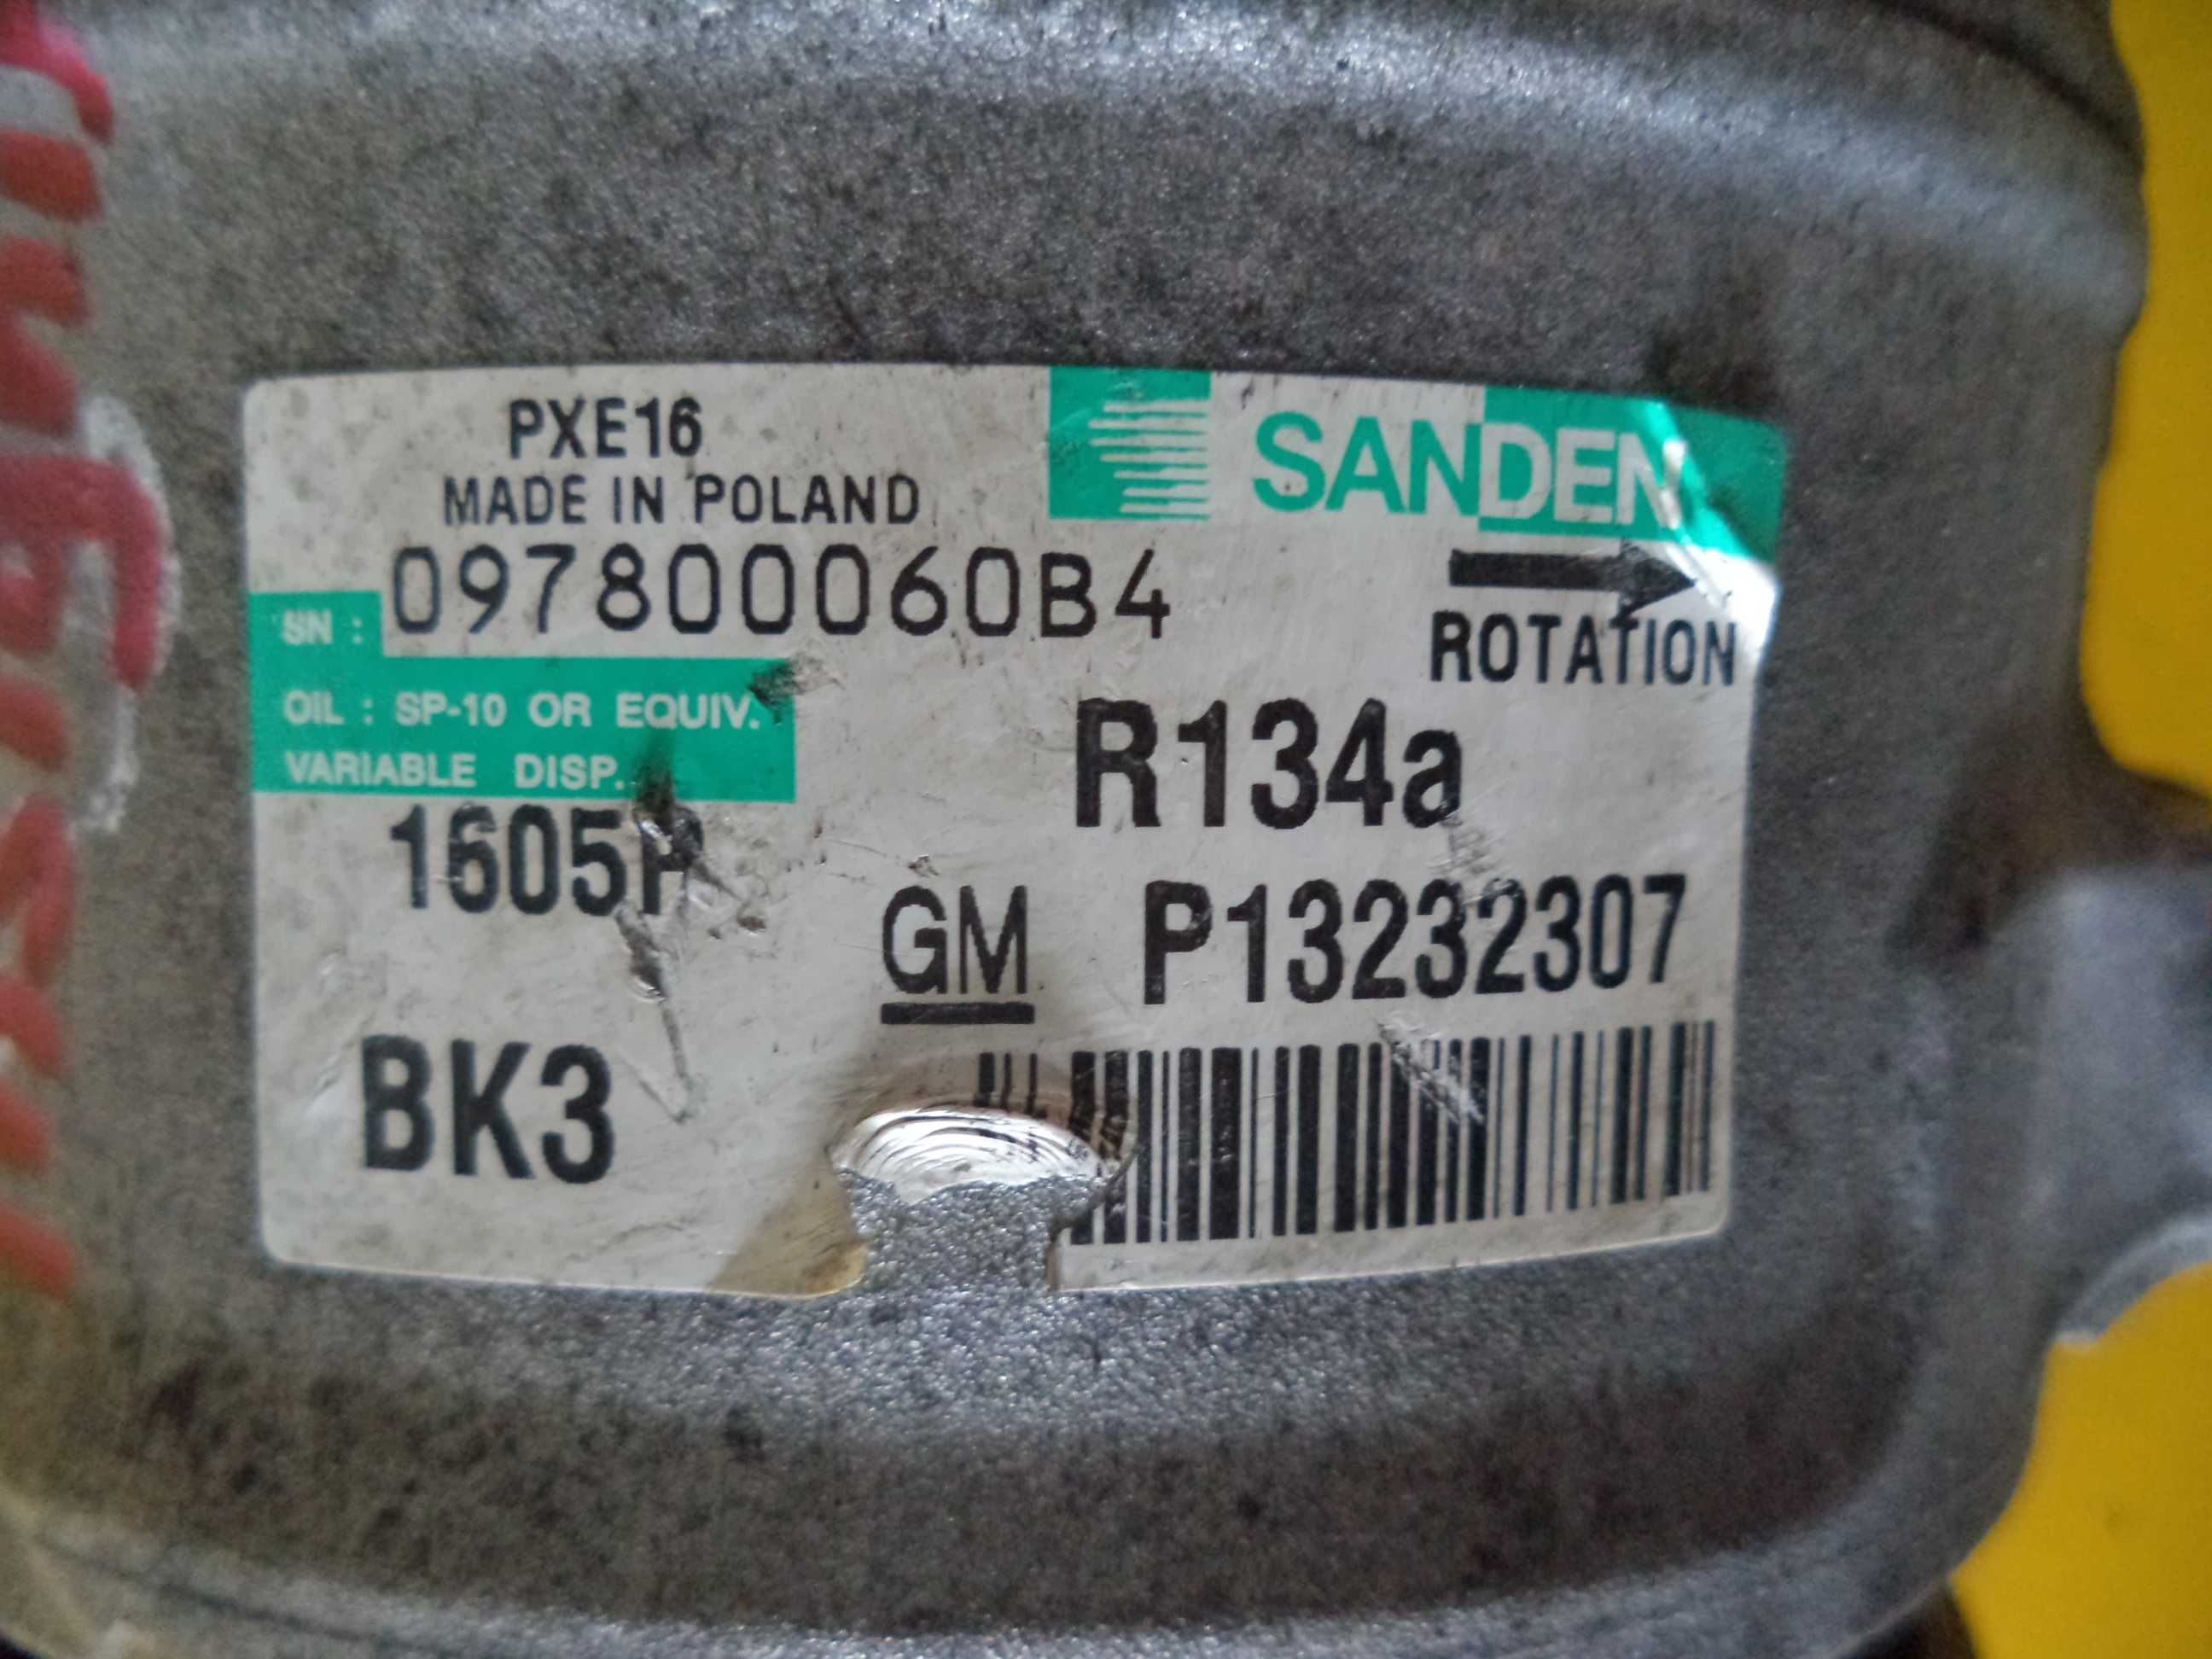 PXE16
MADE IN POLAND
SANDEN
SN : 097800060B4
ROTATION
OIL : SP-10 OR EQUIV.
VARIABLE DISP.
R134a
1605P
GM P13232307
BK3